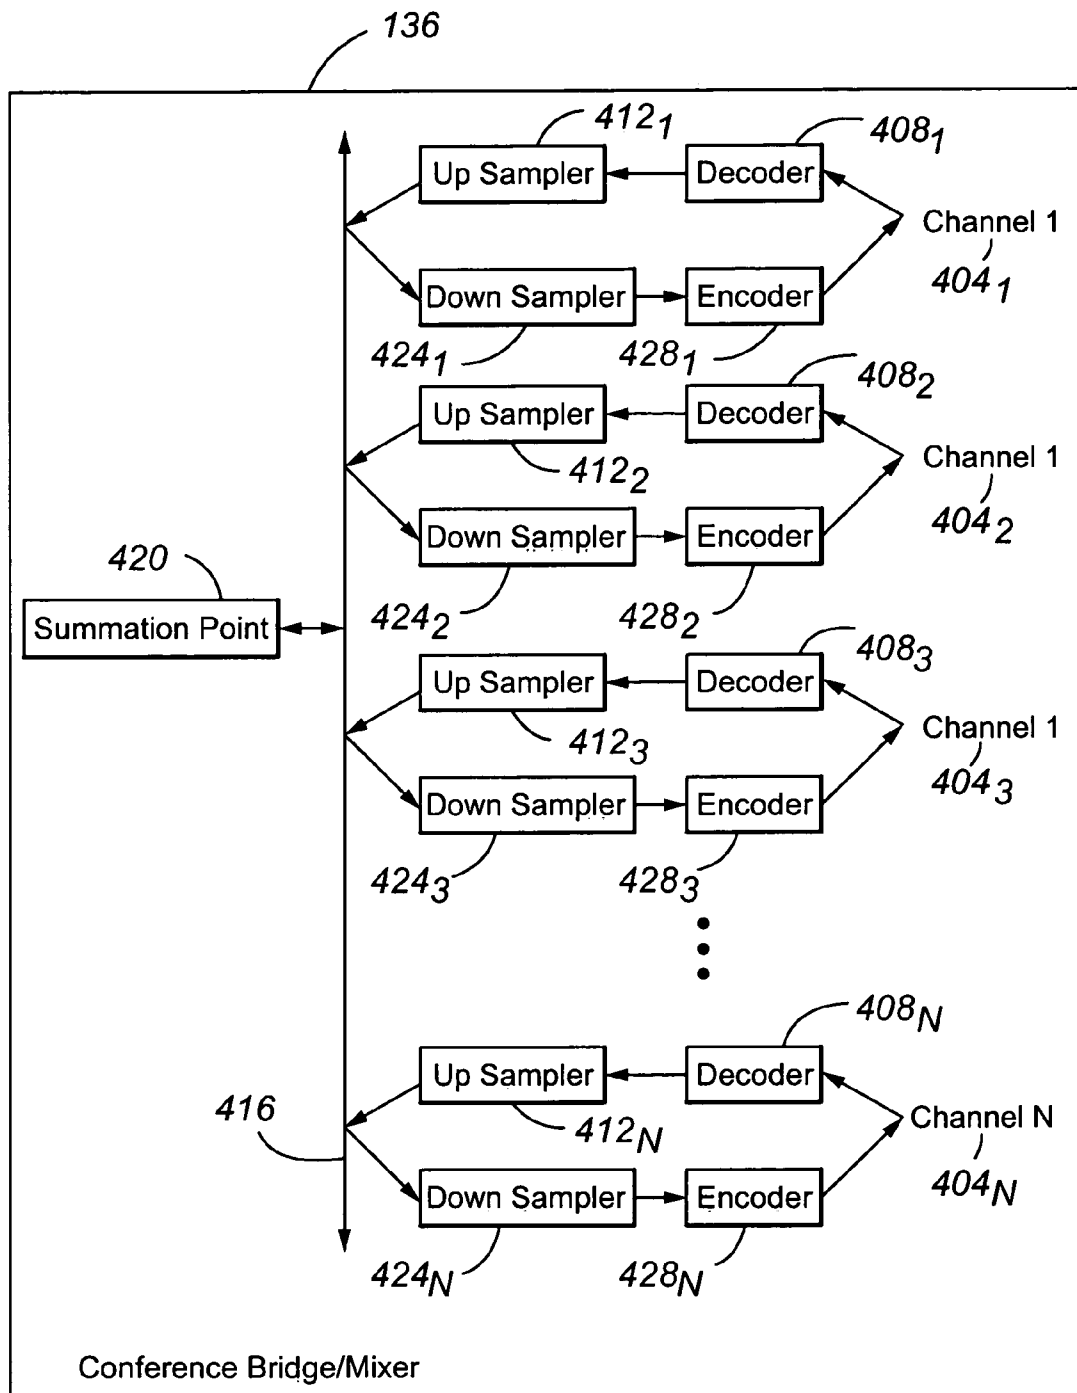 136
412₁
408₁
Up Sampler
Decoder
Channel 1
404₁
Down Sampler
Encoder
424₁
428₁
408₂
Up Sampler
Decoder
412₂
Channel 1
404₂
Down Sampler
Encoder
420
424₂
428₂
Summation Point
408₃
Up Sampler
Decoder
412₃
Channel 1
404₃
Down Sampler
Encoder
424₃
428₃
408N
Up Sampler
Decoder
416
412N
Channel N
404N
Down Sampler
Encoder
424N
428N
Conference Bridge/Mixer